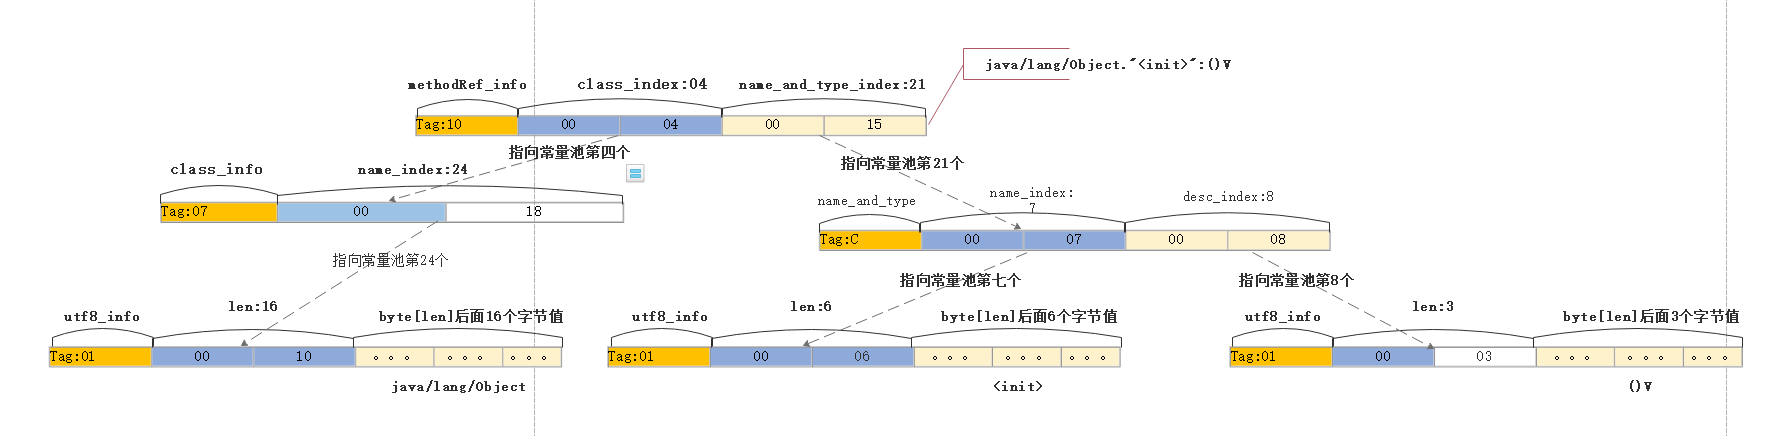 java/lang/Object."<init>":()V
methodRef_info class_index:04 name_and_type_index:21
Tag:10 00 04 00 15
指向常量池第四个 指向常量池第21个
class_info name_index:24
Tag:07 00 18
name_and_type name_index:
7 desc_index:8
Tag:C 00 07 00 08
指向常量池第24个 指向常量池第七个 指向常量池第8个
utf8_info len:16 byte[len]后面16个字节值
Tag:01 00 10 。。。 。。。 。。。
java/lang/Object
utf8_info len:6 byte[len]后面6个字节值
Tag:01 00 06 。。。 。。。 。。。
<init>
utf8_info len:3 byte[len]后面3个字节值
Tag:01 00 03 。。。 。。。 。。。
()V